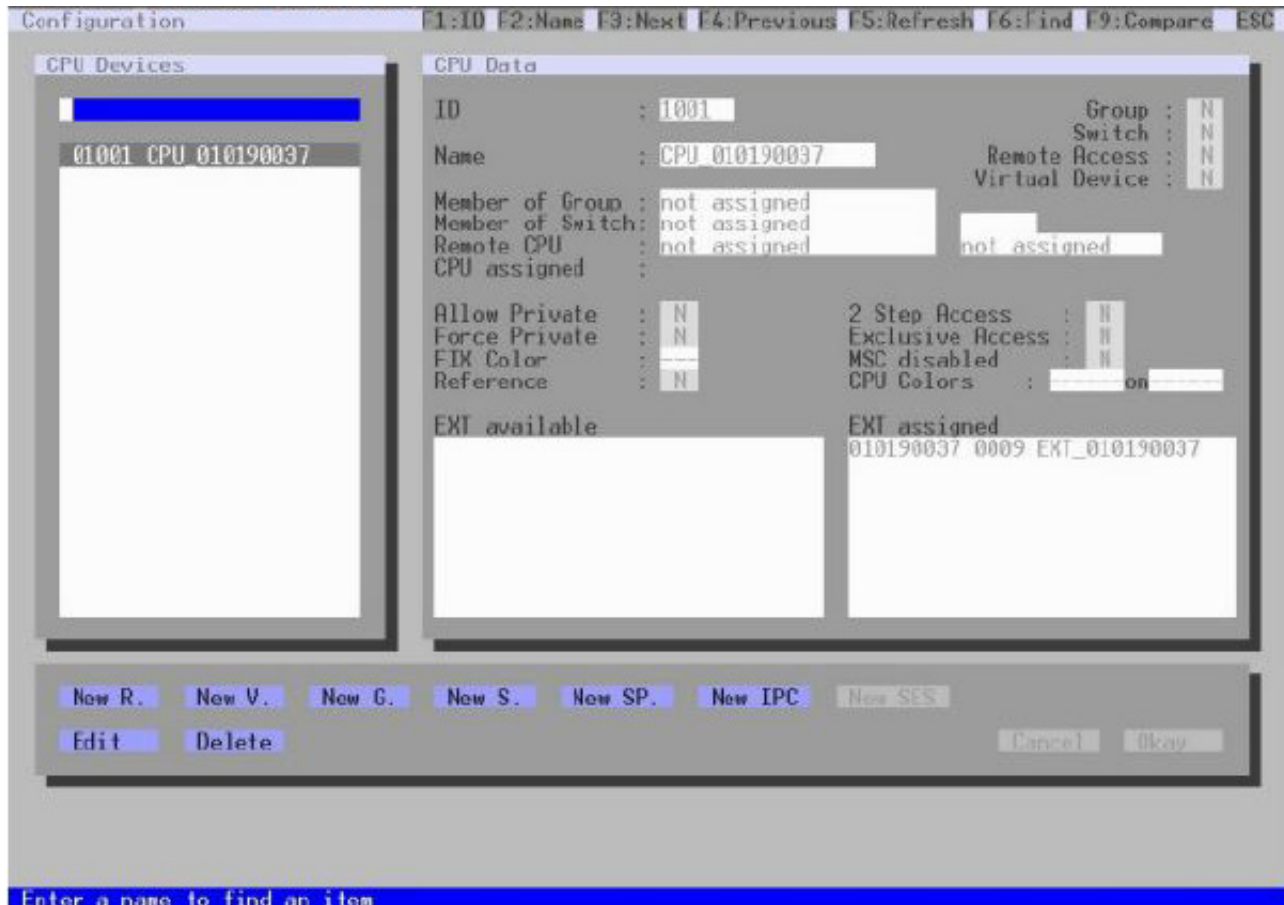 Configuration F1:ID F2:Name F3:Next F4:Previous F5:Refresh F6:Find F9:Compare ESC
CPU Devices
01001 CPU_010190037
CPU Data
ID : 1001
Group : N
Switch : N
Name : CPU_010190037
Remote Access : N
Virtual Device : N
Member of Group : not assigned
Member of Switch: not assigned
Remote CPU : not assigned not assigned
CPU assigned :
Allow Private : N 2 Step Access : N
Force Private : N Exclusive Access : N
FIX Color : --- MSC disabled : N
Reference : N CPU Colors : ------on------
EXT available EXT assigned
010190037 0009 EXT_010190037
New R. New V. New G. New S. New SP. New IPC New SES
Edit Delete Cancel Okay
Enter a name to find an item